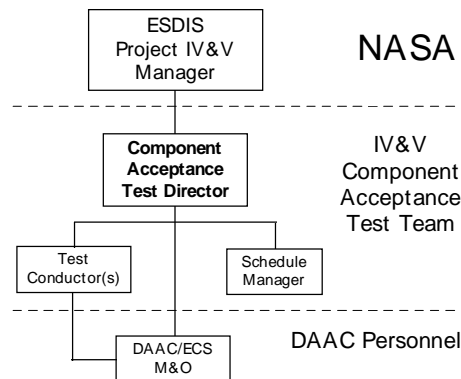 ESDIS
Project IV&V
Manager
NASA
Component
Acceptance
Test Director
IV&V
Component
Acceptance
Test Team
Test
Conductor(s)
Schedule
Manager
DAAC Personnel
DAAC/ECS
M&O